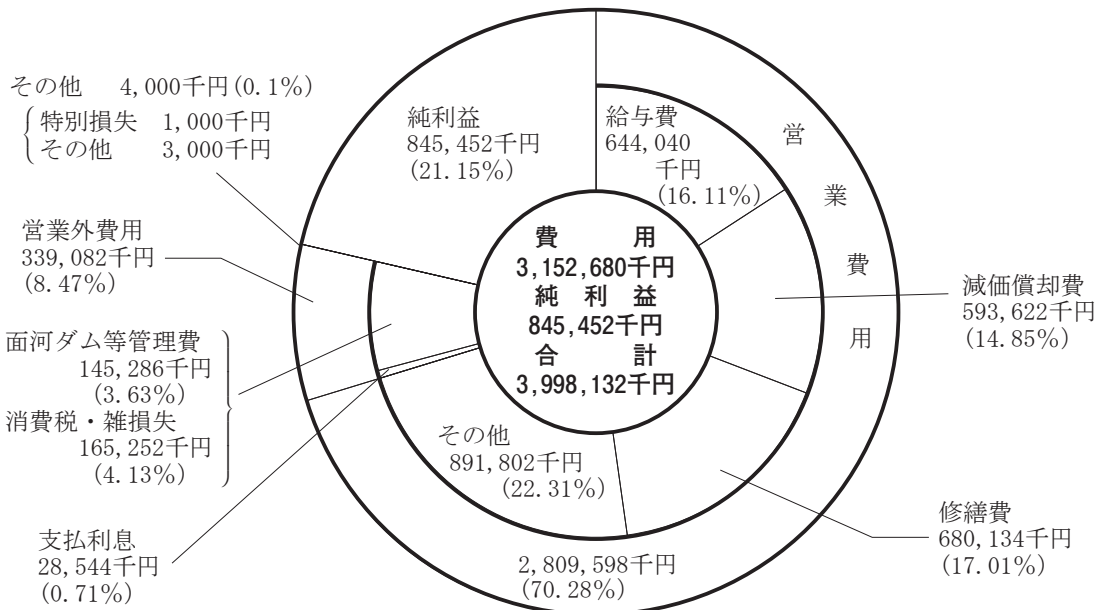 その他 4,000千円(0.1%)
特別損失 1,000千円
その他 3,000千円
純利益
845,452千円
(21.15%)
給与費
644,040
千円
(16.11%)
営業費用
営業外費用
339,082千円
(8.47%)
費用
3,152,680千円
純利益
845,452千円
合計
3,998,132千円
減価償却費
593,622千円
(14.85%)
面河ダム等管理費
145,286千円
(3.63%)
消費税・雑損失
165,252千円
(4.13%)
その他
891,802千円
(22.31%)
修繕費
680,134千円
(17.01%)
支払利息
28,544千円
(0.71%)
2,809,598千円
(70.28%)